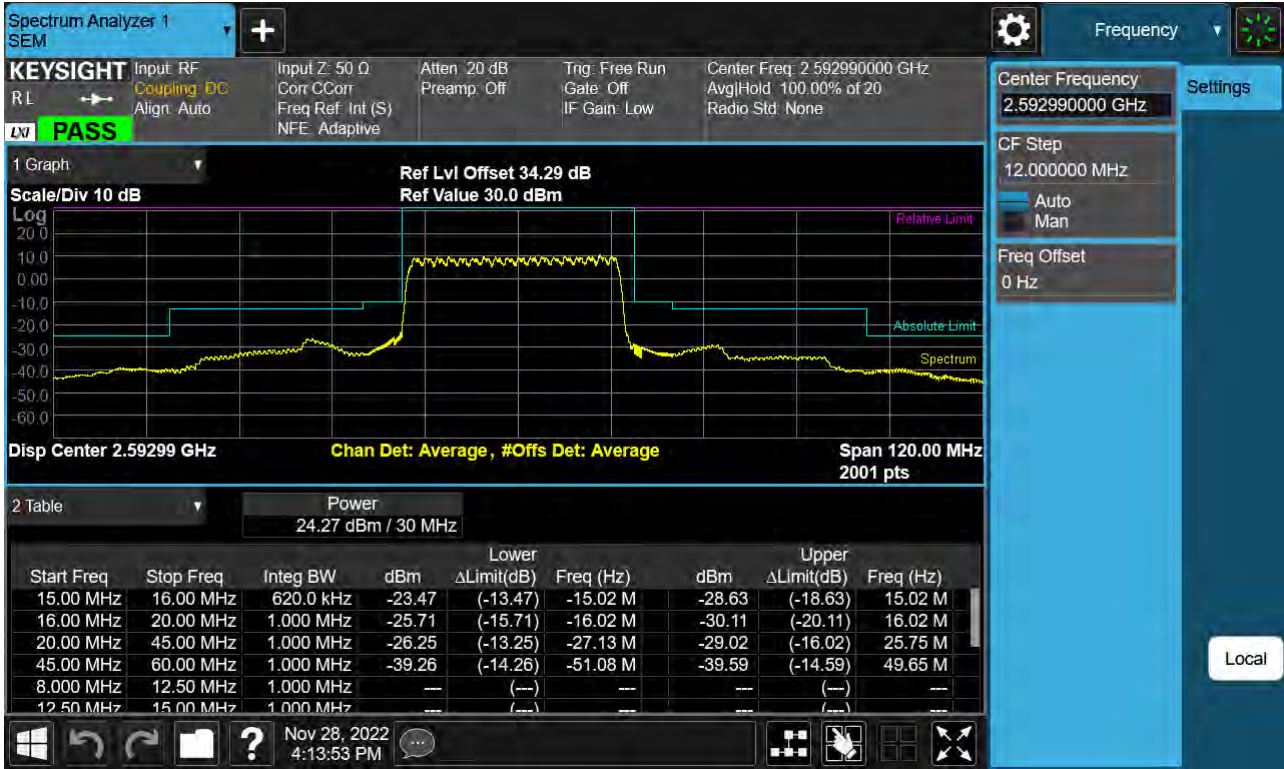 Spectrum Analyzer 1
SEM
Frequency
KEYSIGHT
RL
LXI PASS
Input: RF
Coupling: DC
Align: Auto
Input Z: 50 Ω
Corr CCorr
Freq Ref: Int (S)
NFE: Adaptive
Atten: 20 dB
Preamp: Off
Trig: Free Run
Gate: Off
IF Gain: Low
Center Freq: 2.592990000 GHz
Avg|Hold: 100.00% of 20
Radio Std: None
Center Frequency
2.592990000 GHz
Settings
CF Step
12.000000 MHz
Auto
Man
Freq Offset
0 Hz
Local
1 Graph
Scale/Div 10 dB
Ref Lvl Offset 34.29 dB
Ref Value 30.0 dBm
Log
20.0
10.0
0.00
-10.0
-20.0
-30.0
-40.0
-50.0
-60.0
Relative Limit
Absolute Limit
Spectrum
Disp Center 2.59299 GHz
Chan Det: Average, #Offs Det: Average
Span 120.00 MHz
2001 pts
2 Table
Power
24.27 dBm / 30 MHz
Lower Upper
Start Freq Stop Freq Integ BW dBm ΔLimit(dB) Freq (Hz) dBm ΔLimit(dB) Freq (Hz)
15.00 MHz 16.00 MHz 620.0 kHz -23.47 (-13.47) -15.02 M -28.63 (-18.63) 15.02 M
16.00 MHz 20.00 MHz 1.000 MHz -25.71 (-15.71) -16.02 M -30.11 (-20.11) 16.02 M
20.00 MHz 45.00 MHz 1.000 MHz -26.25 (-13.25) -27.13 M -29.02 (-16.02) 25.75 M
45.00 MHz 60.00 MHz 1.000 MHz -39.26 (-14.26) -51.08 M -39.59 (-14.59) 49.65 M
8.000 MHz 12.50 MHz 1.000 MHz --- (---) --- --- (---) ---
12.50 MHz 15.00 MHz 1.000 MHz --- (---) --- --- (---) ---
Nov 28, 2022
4:13:53 PM